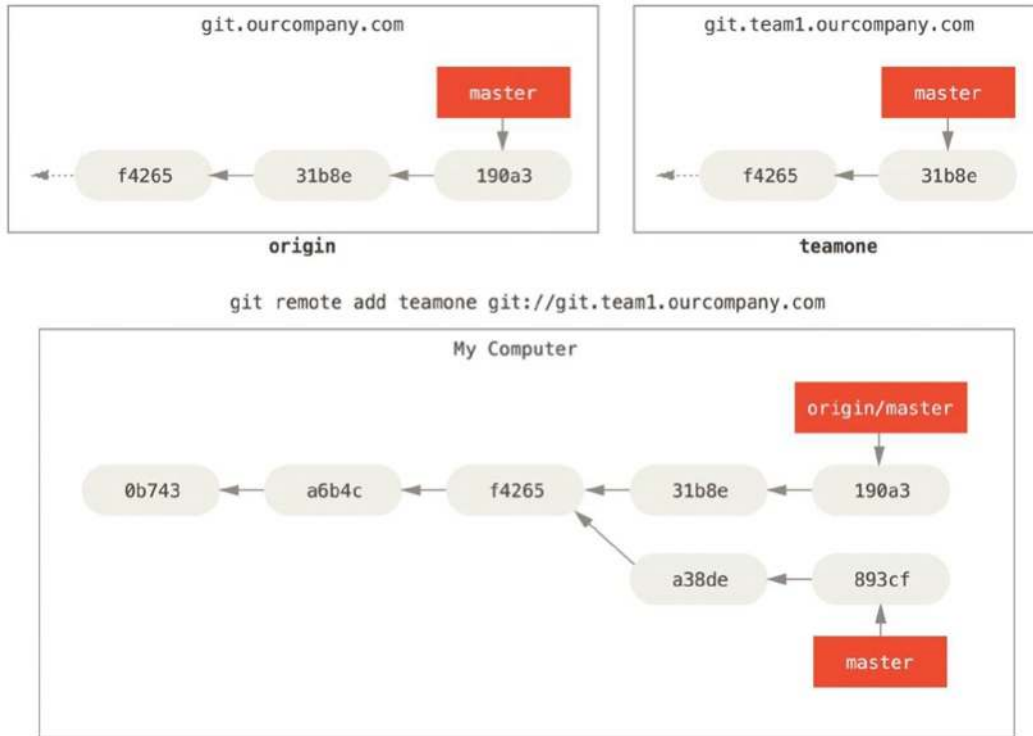 git.ourcompany.com
master
f4265
31b8e
190a3
origin
git.team1.ourcompany.com
master
f4265
31b8e
teamone
git remote add teamone git://git.team1.ourcompany.com
My Computer
origin/master
0b743
a6b4c
f4265
31b8e
190a3
a38de
893cf
master